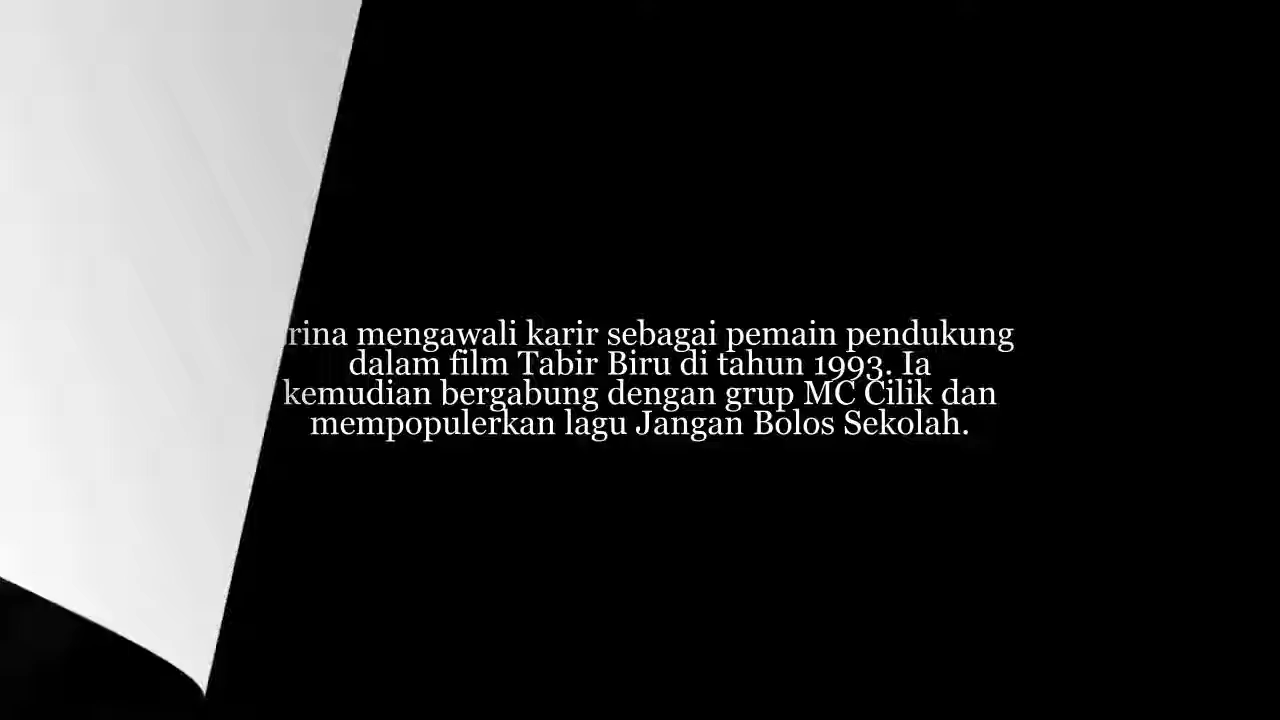 mengawali karir sebagai pemain pendukung
dalam film Tabir Biru di tahun 1993. Ia
kemudian bergabung dengan grup MC Cilik dan
mempopulerkan lagu Jangan Bolos Sekolah.